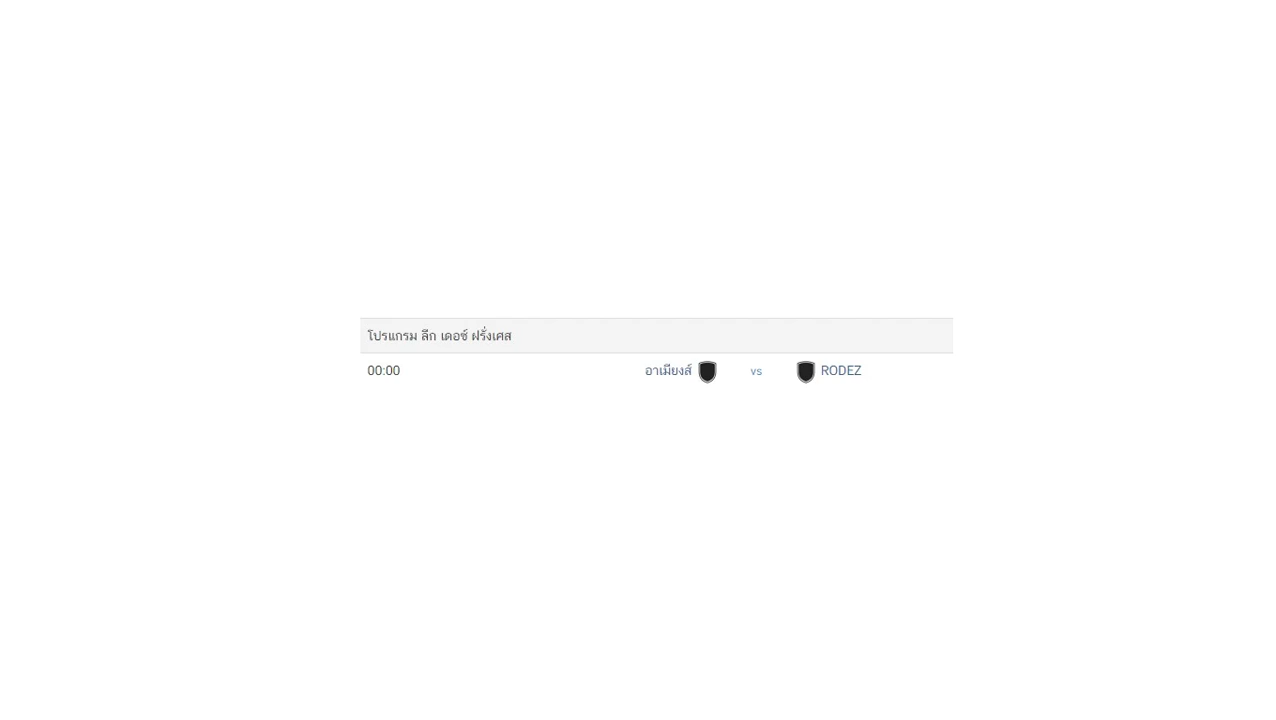 โปรแกรม ลีก เดอซ์ ฝรั่งเศส
00:00 อาเมียงส์ vs RODEZ